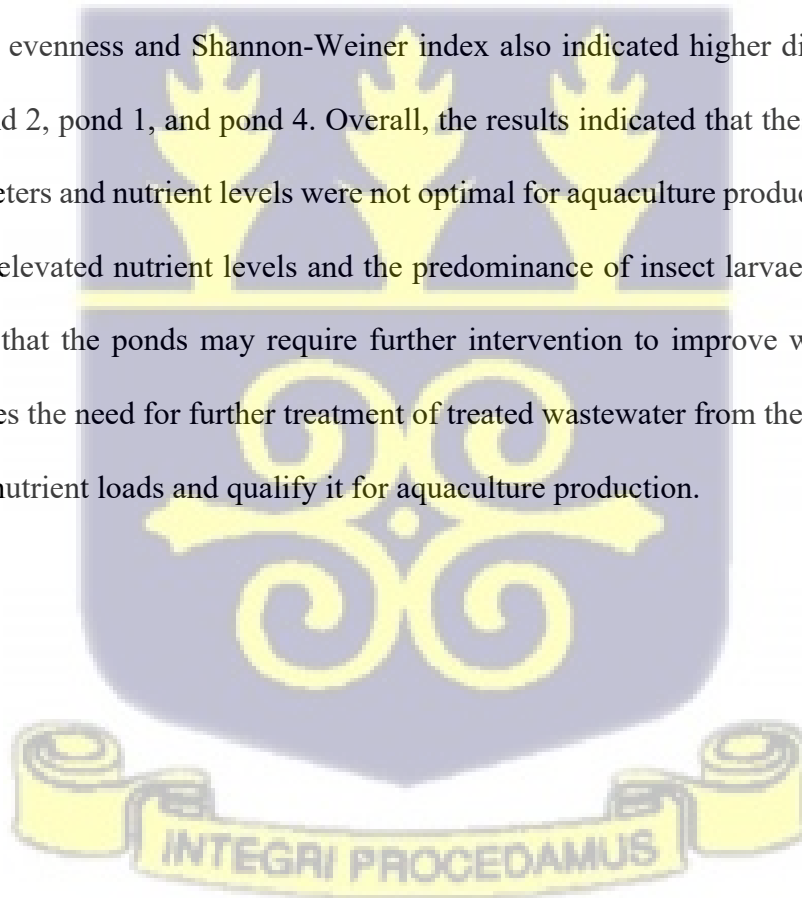 evenness and Shannon-Weiner index also indicated higher di
d 2, pond 1, and pond 4. Overall, the results indicated that the
eters and nutrient levels were not optimal for aquaculture produc
elevated nutrient levels and the predominance of insect larvae
that the ponds may require further intervention to improve w
es the need for further treatment of treated wastewater from the
nutrient loads and qualify it for aquaculture production.
INTEGRI PROCEDAMUS